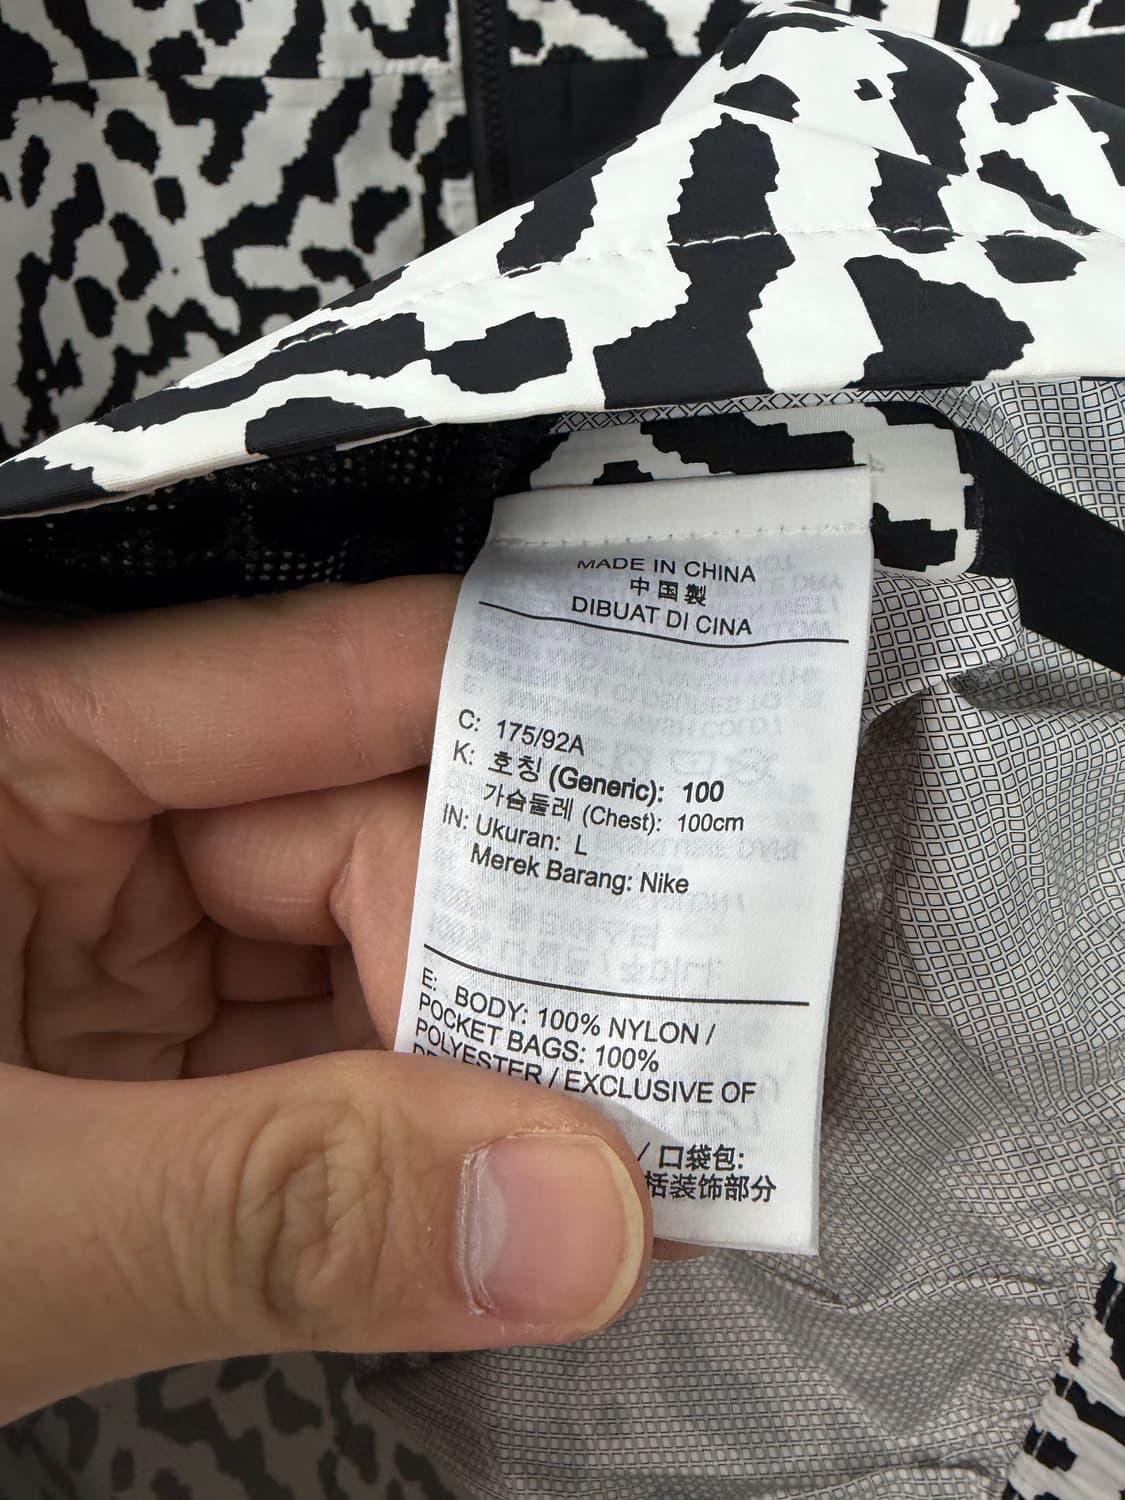 MADE IN CHINA
中国製
DIBUAT DI CINA
C: 175/92A
K: 호칭 (Generic): 100
가슴둘레 (Chest): 100cm
IN: Ukuran: L
Merek Barang: Nike
E: BODY: 100% NYLON /
POCKET BAGS: 100%
POLYESTER / EXCLUSIVE OF
/ 口袋包:
括装饰部分